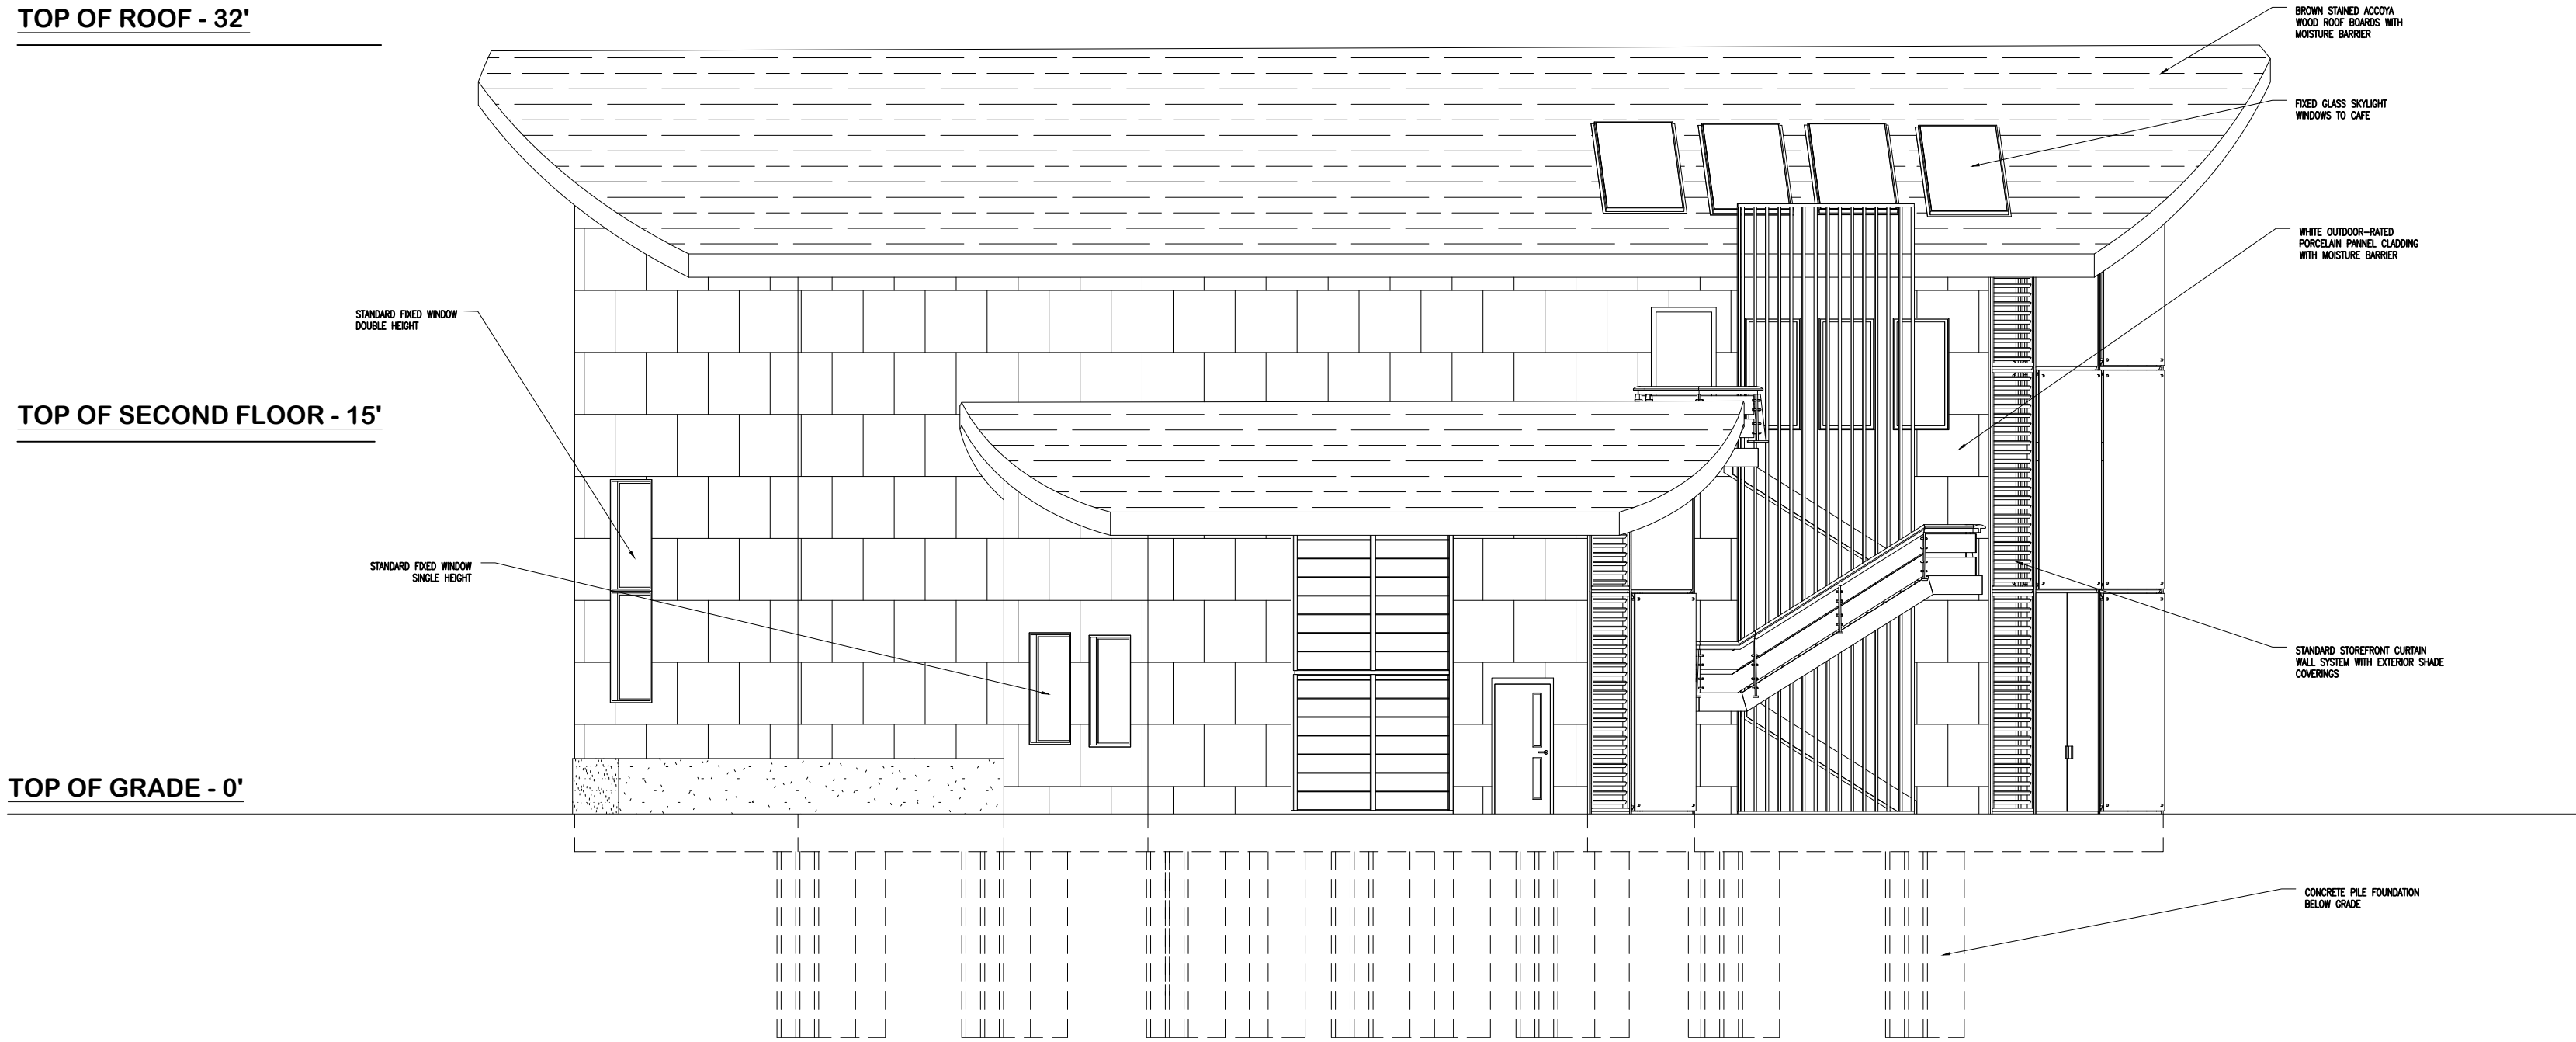 TOP OF ROOF - 32'
BROWN STAINED ACCOYA
WOOD ROOF BOARDS WITH
MOISTURE BARRIER
FIXED GLASS SKYLIGHT
WINDOWS TO CAFE
WHITE OUTDOOR-RATED
PORCELAIN PANNEL CLADDING
WITH MOISTURE BARRIER
STANDARD FIXED WINDOW
DOUBLE HEIGHT
TOP OF SECOND FLOOR - 15'
STANDARD FIXED WINDOW
SINGLE HEIGHT
STANDARD STOREFRONT CURTAIN
WALL SYSTEM WITH EXTERIOR SHADE
COVERINGS
TOP OF GRADE - 0'
CONCRETE PILE FOUNDATION
BELOW GRADE